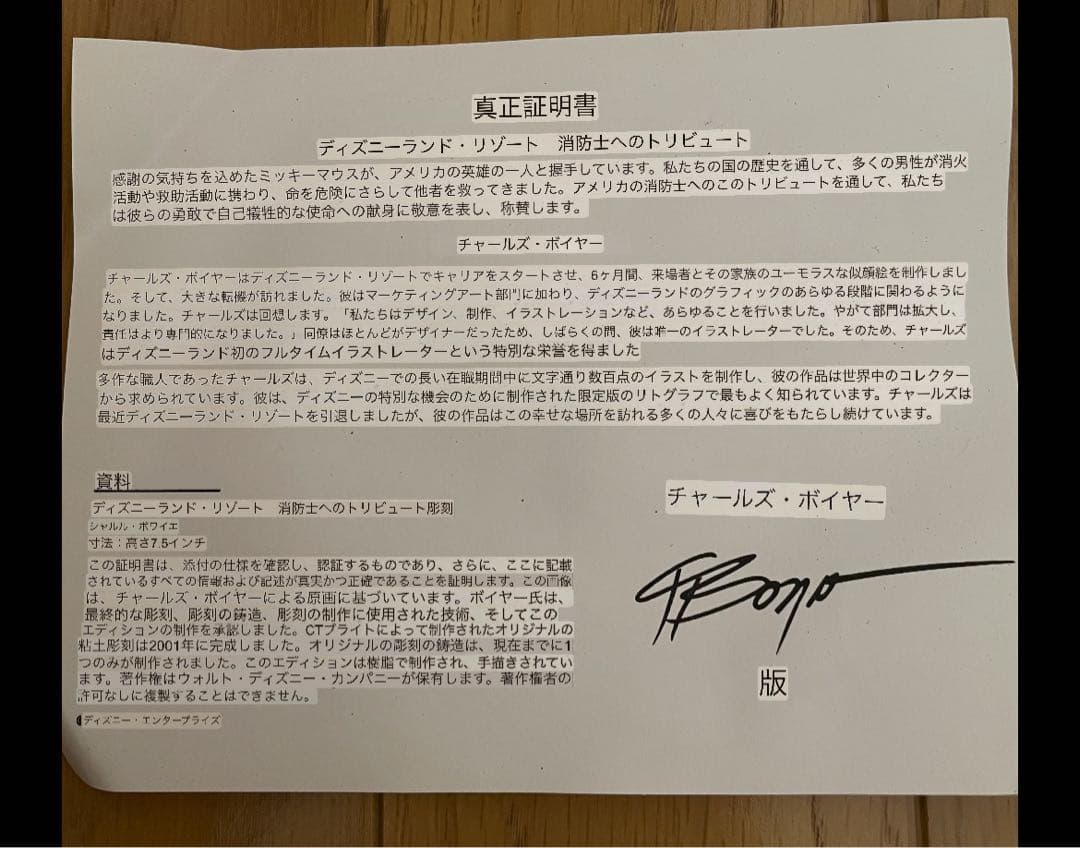 真正証明書
ディズニーランド・リゾート 消防士へのトリビュート
感謝の気持ちを込めたミッキーマウスが、アメリカの英雄の一人と握手しています。私たちの国の歴史を通して、多くの男性が消火
活動や救助活動に携わり、命を危険にさらして他者を救ってきました。アメリカの消防士へのこのトリビュートを通して、私たち
は彼らの勇敢で自己犠牲的な使命への献身に敬意を表し、称賛します。
チャールズ・ボイヤー
チャールズ・ボイヤーはディズニーランド・リゾートでキャリアをスタートさせ、6ヶ月間、来場者とその家族のユーモラスな似顔絵を制作しまし
た。そして、大きな転機が訪れました。彼はマーケティングアート部門に加わり、ディズニーランドのグラフィックのあらゆる段階に関わるように
なりました。チャールズは回想します。「私たちはデザイン、制作、イラストレーションなど、あらゆることを行いました。やがて部門は拡大し、
責任はより専門的になりました。」同僚はほとんどがデザイナーだったため、しばらくの間、彼は唯一のイラストレーターでした。そのため、チャールズ
はディズニーランド初のフルタイムイラストレーターという特別な栄誉を得ました
多作な職人であったチャールズは、ディズニーでの長い在職期間中に文字通り数百点のイラストを制作し、彼の作品は世界中のコレクター
から求められています。彼は、ディズニーの特別な機会のために制作された限定版のリトグラフで最もよく知られています。チャールズは
最近ディズニーランド・リゾートを引退しましたが、彼の作品はこの幸せな場所を訪れる多くの人々に喜びをもたらし続けています。
資料
ディズニーランド・リゾート 消防士へのトリビュート彫刻
シャルル・ボワイエ
寸法：高さ7.5インチ
この証明書は、添付の仕様を確認し、認証するものであり、さらに、ここに記載
されているすべての情報および記述が真実かつ正確であることを証明します。この画像
は、チャールズ・ボイヤーによる原画に基づいています。ボイヤー氏は、
最終的な彫刻、彫刻の鋳造、彫刻の制作に使用された技術、そしてこの
エディションの制作を承認しました。CTブライトによって制作されたオリジナルの
粘土彫刻は2001年に完成しました。オリジナルの彫刻の鋳造は、現在までに1
つのみが制作されました。このエディションは樹脂で制作され、手描きされてい
ます。著作権はウォルト・ディズニー・カンパニーが保有します。著作権者の
許可なしに複製することはできません。
ディズニー・エンタープライズ
チャールズ・ボイヤー
版